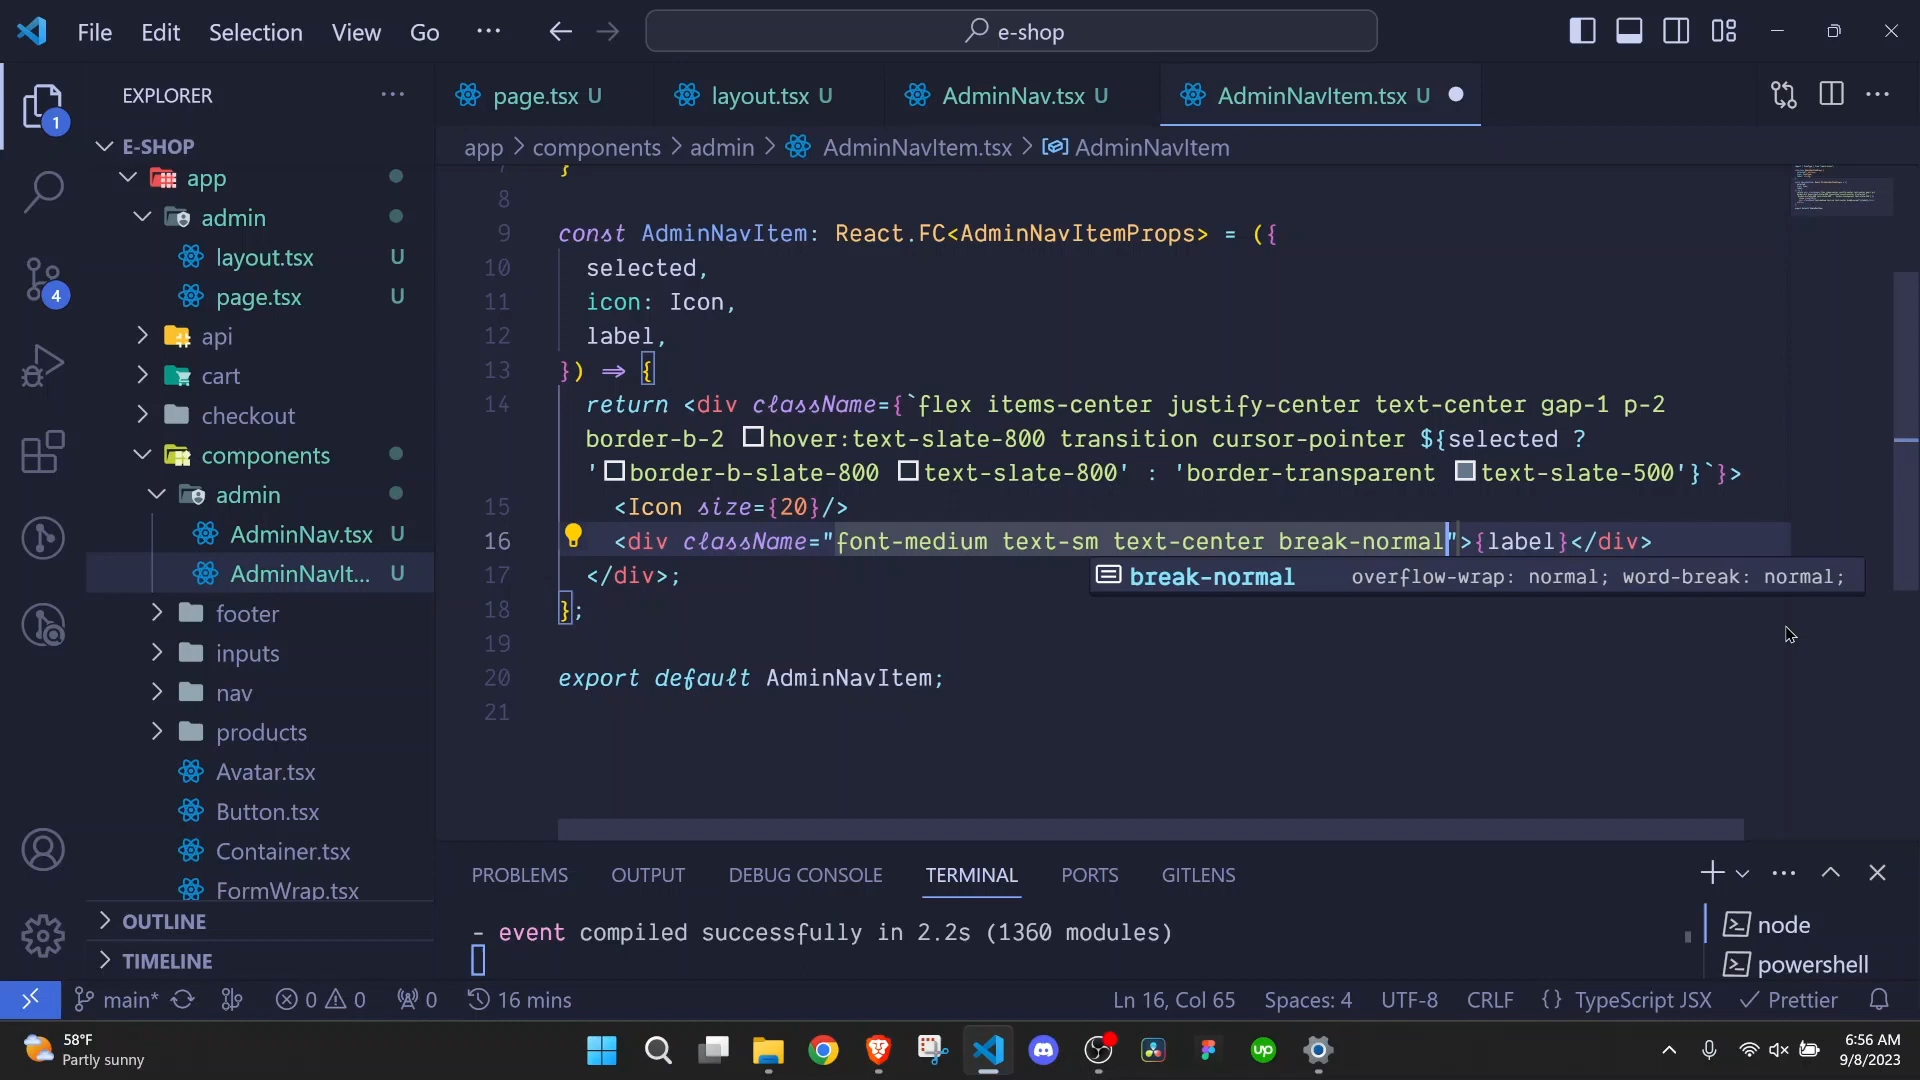 File Edit Selection View Go ··· e-shop
EXPLORER ···
page.tsx U layout.tsx U AdminNav.tsx U AdminNavItem.tsx U
1
E-SHOP
app > components > admin > AdminNavItem.tsx > AdminNavItem
app
admin
layout.tsx U
page.tsx U
api
cart
checkout
components
admin
AdminNav.tsx U
AdminNavIt... U
footer
inputs
nav
products
Avatar.tsx
Button.tsx
Container.tsx
FormWrap.tsx
OUTLINE
TIMELINE
4
7 }
8
9 const AdminNavItem: React.FC<AdminNavItemProps> = ({
10 selected,
11 icon: Icon,
12 label,
13 }) ⇒ {
14 return <div className={`flex items-center justify-center text-center gap-1 p-2
border-b-2 hover:text-slate-800 transition cursor-pointer ${selected ?
'border-b-slate-800 text-slate-800' : 'border-transparent text-slate-500'}`}>
15 <Icon size={20}/>
16 <div className="font-medium text-sm text-center break-normal">{label}</div>
break-normal overflow-wrap: normal; word-break: normal;
17 </div>;
18 };
19
20 export default AdminNavItem;
21
PROBLEMS OUTPUT DEBUG CONSOLE TERMINAL PORTS GITLENS
- event compiled successfully in 2.2s (1360 modules)
node
powershell
main* 0 0 0 16 mins Ln 16, Col 65 Spaces: 4 UTF-8 CRLF {} TypeScript JSX Prettier
58°F
Partly sunny
up
6:56 AM
9/8/2023